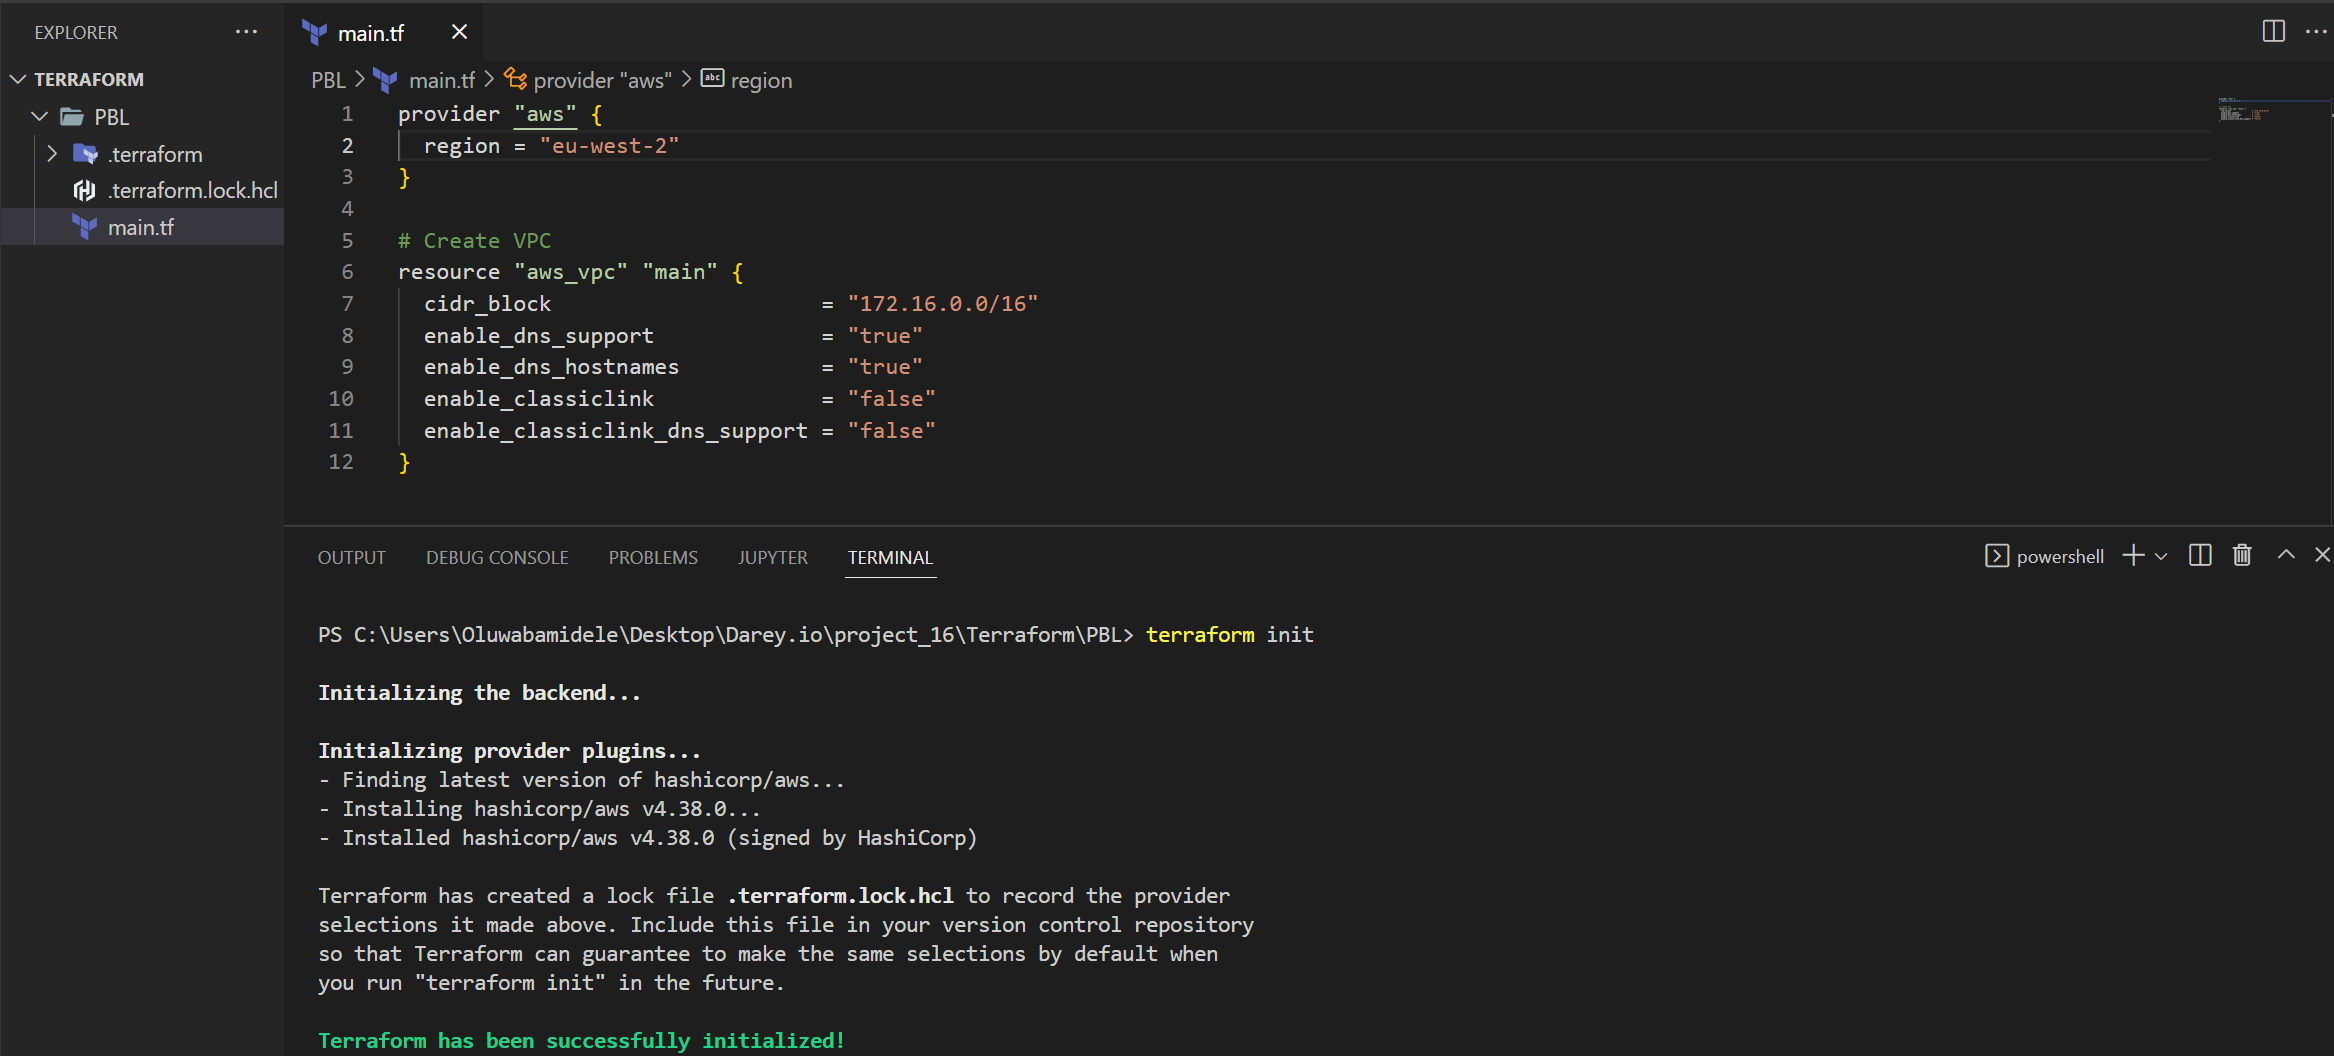 EXPLORER
TERRAFORM
PBL
.terraform
.terraform.lock.hcl
main.tf
main.tf
PBL > main.tf > provider "aws" > abc region
1 provider "aws" {
2   region = "eu-west-2"
3 }
4
5 # Create VPC
6 resource "aws_vpc" "main" {
7   cidr_block                     = "172.16.0.0/16"
8   enable_dns_support             = "true"
9   enable_dns_hostnames           = "true"
10   enable_classiclink             = "false"
11   enable_classiclink_dns_support = "false"
12 }
OUTPUT DEBUG CONSOLE PROBLEMS JUPYTER TERMINAL powershell
PS C:\Users\Oluwabamidele\Desktop\Darey.io\project_16\Terraform\PBL> terraform init
Initializing the backend...
Initializing provider plugins...
- Finding latest version of hashicorp/aws...
- Installing hashicorp/aws v4.38.0...
- Installed hashicorp/aws v4.38.0 (signed by HashiCorp)
Terraform has created a lock file .terraform.lock.hcl to record the provider
selections it made above. Include this file in your version control repository
so that Terraform can guarantee to make the same selections by default when
you run "terraform init" in the future.
Terraform has been successfully initialized!